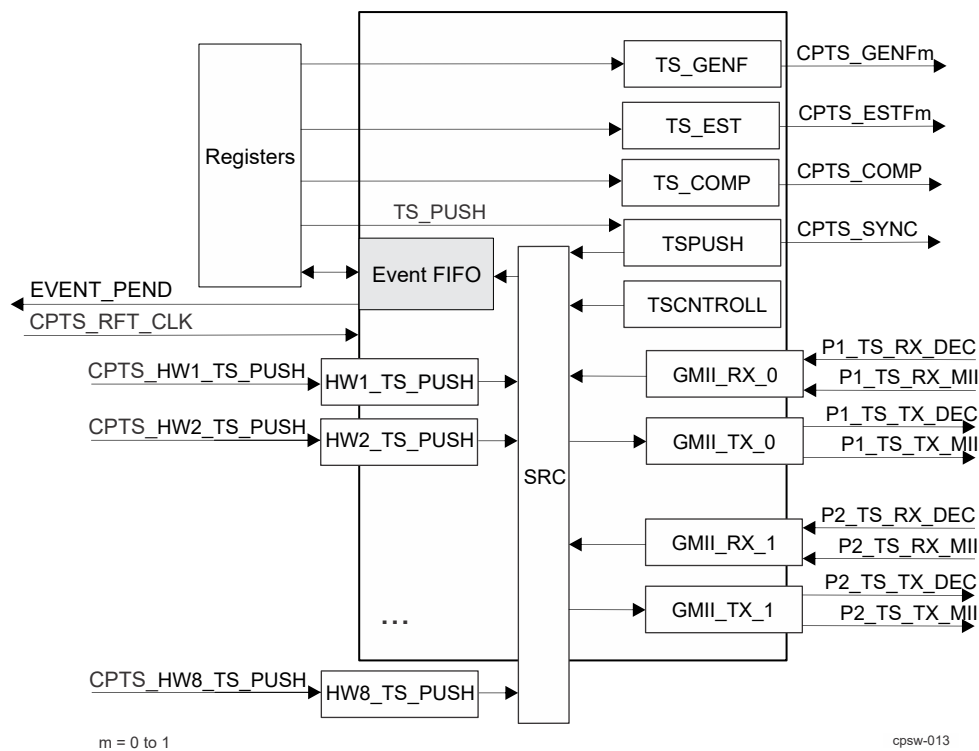 TS_GENF
CPTS_GENFm
TS_EST
CPTS_ESTFm
Registers
TS_COMP
CPTS_COMP
TS_PUSH
TSPUSH
CPTS_SYNC
Event FIFO
EVENT_PEND
TSCNTROLL
CPTS_RFT_CLK
P1_TS_RX_DEC
CPTS_HW1_TS_PUSH
HW1_TS_PUSH
GMII_RX_0
P1_TS_RX_MII
P1_TS_TX_DEC
CPTS_HW2_TS_PUSH
HW2_TS_PUSH
GMII_TX_0
P1_TS_TX_MII
SRC
P2_TS_RX_DEC
GMII_RX_1
P2_TS_RX_MII
P2_TS_TX_DEC
GMII_TX_1
P2_TS_TX_MII
...
CPTS_HW8_TS_PUSH
HW8_TS_PUSH
m = 0 to 1
cpsw-013